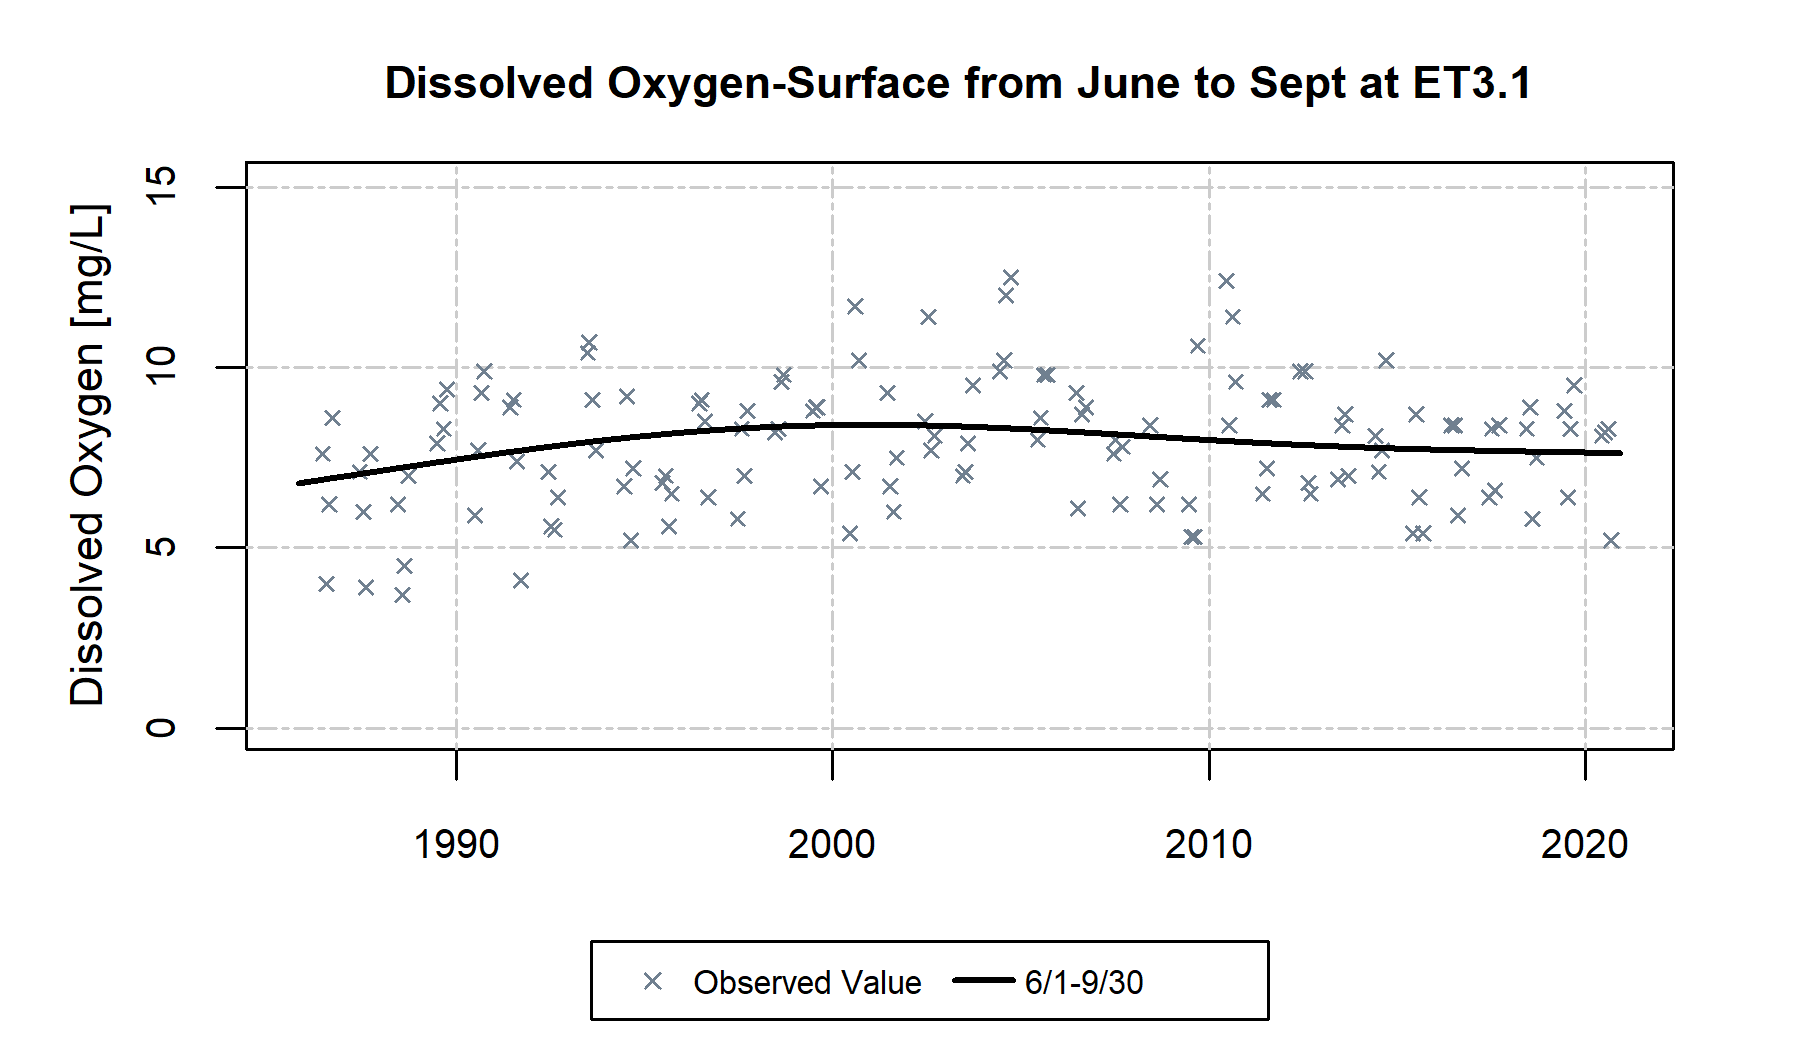 Dissolved Oxygen-Surface from June to Sept at ET3.1
Dissolved Oxygen [mg/L]
15
10
5
0
1990 2000 2010 2020
Observed Value 6/1-9/30